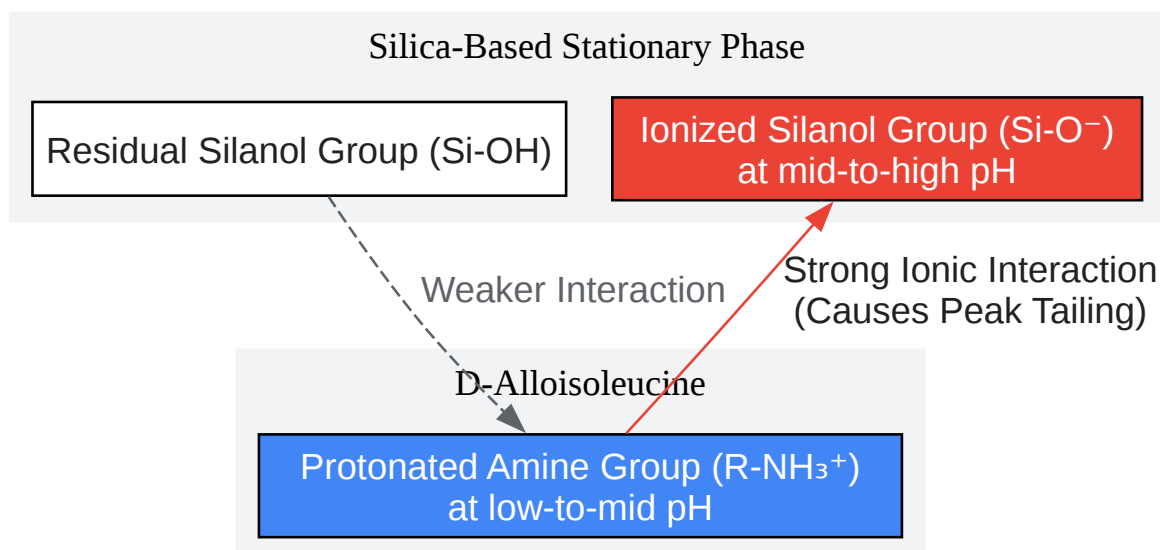 Silica-Based Stationary Phase
Residual Silanol Group (Si-OH)
Ionized Silanol Group (Si-O⁻)
at mid-to-high pH
Weaker Interaction
Strong Ionic Interaction
(Causes Peak Tailing)
D-Alloisoleucine
Protonated Amine Group (R-NH₃⁺)
at low-to-mid pH